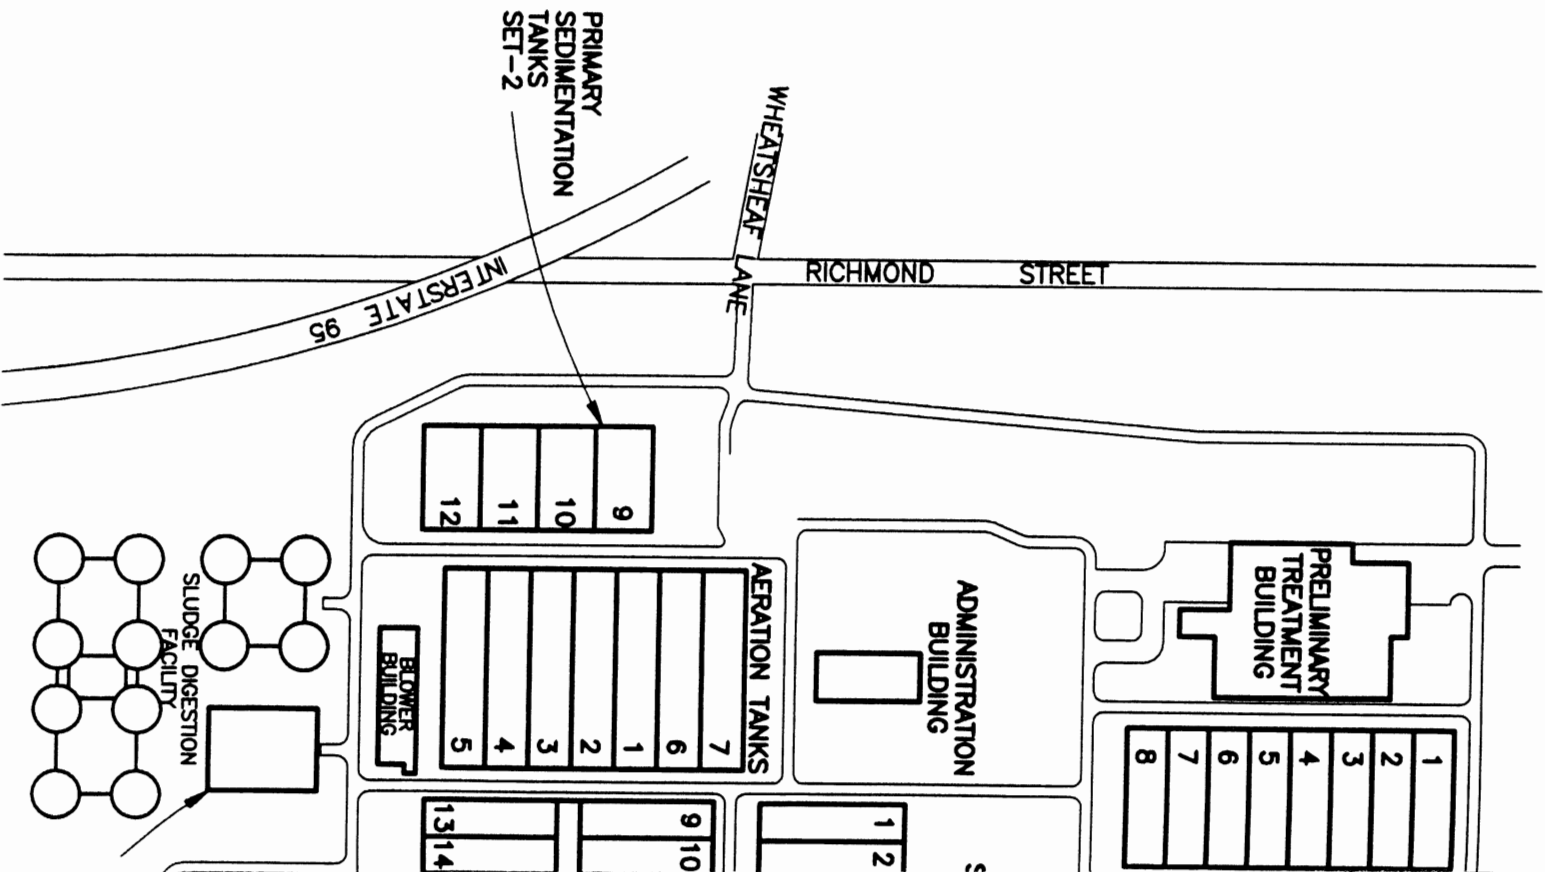 PRIMARY
SEDIMENTATION
TANKS
SET-2
WHEATSHEAF LANE
RICHMOND STREET
INTERSTATE 95
12
11
10
9
PRELIMINARY
TREATMENT
BUILDING
ADMINISTRATION
BUILDING
AERATION TANKS
5
4
3
2
1
6
7
BLOWER
BUILDING
SLUDGE DIGESTION
FACILITY
8
7
6
5
4
3
2
1
13
14
9
10
1
2
S